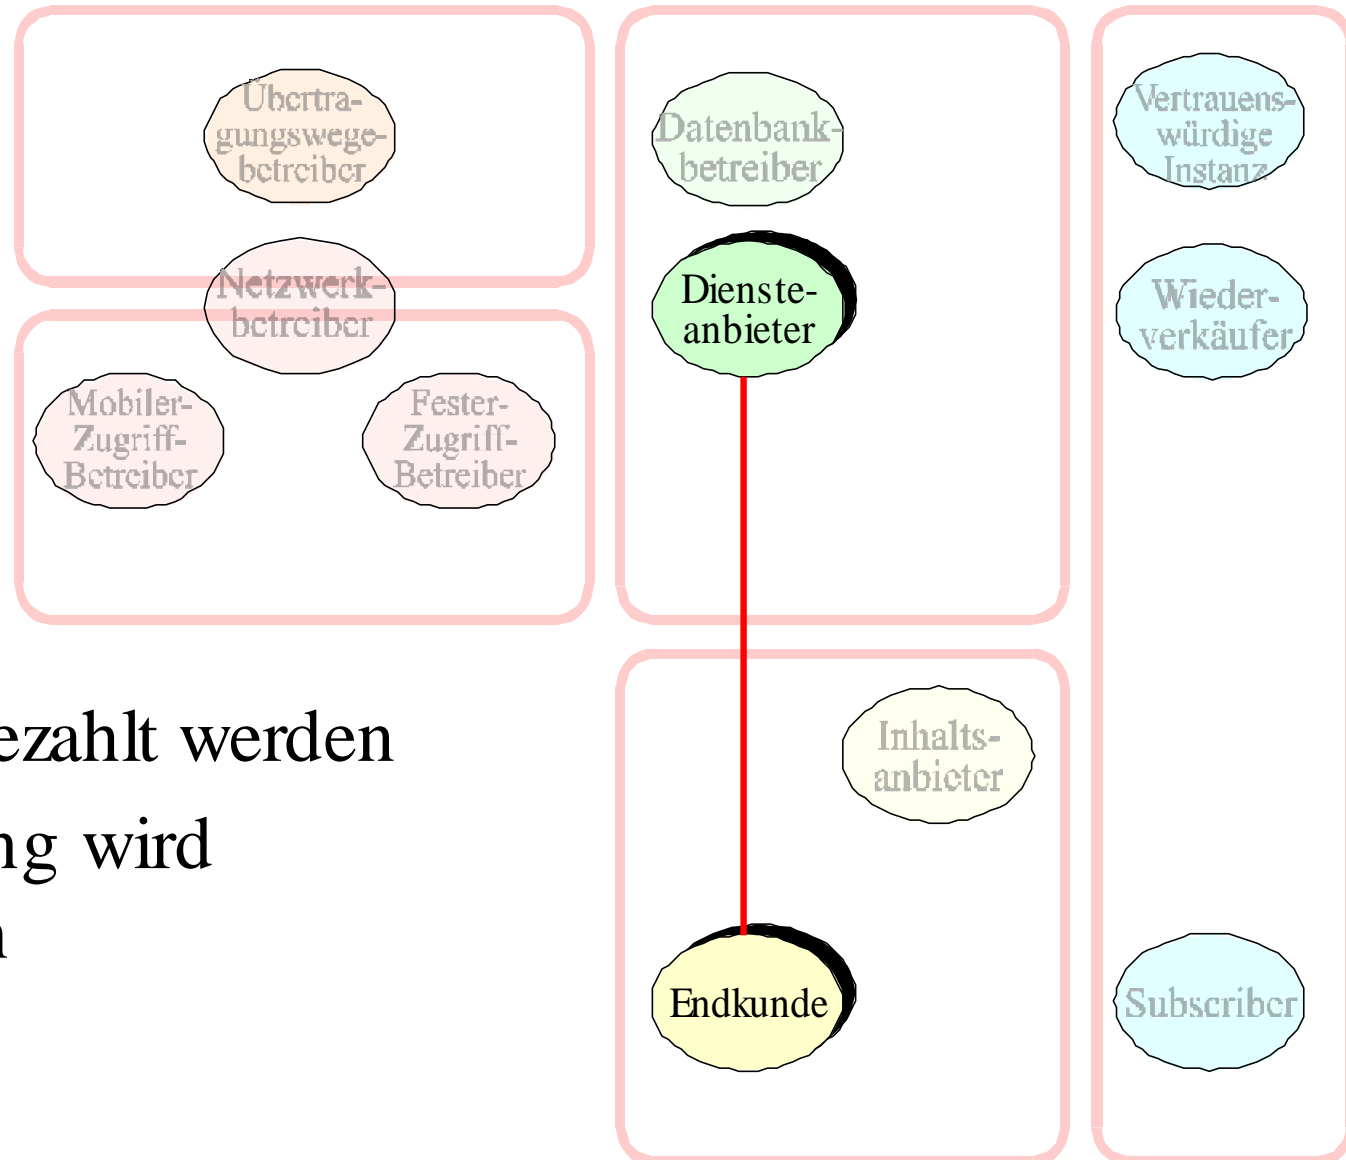 Übertra-
gungswege-
betreiber
Netzwerk-
betreiber
Mobiler-
Zugriff-
Betreiber
Fester-
Zugriff-
Betreiber
Datenbank-
betreiber
Dienste-
anbieter
Vertrauens-
würdige
Instanz
Wieder-
verkäufer
ezahlt werden
ng wird
n
Inhalts-
anbieter
Endkunde
Subscriber